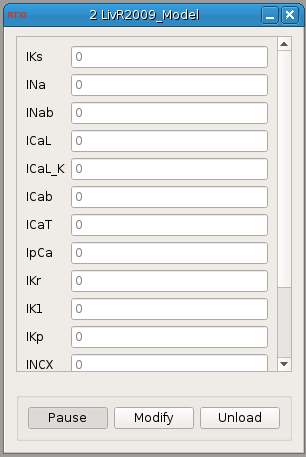 RTXI 2 LivR2009_Model
IKs 0
INa 0
INab 0
ICaL 0
ICaL_K 0
ICab 0
ICaT 0
IpCa 0
IKr 0
IK1 0
IKp 0
INCX 0
Pause Modify Unload